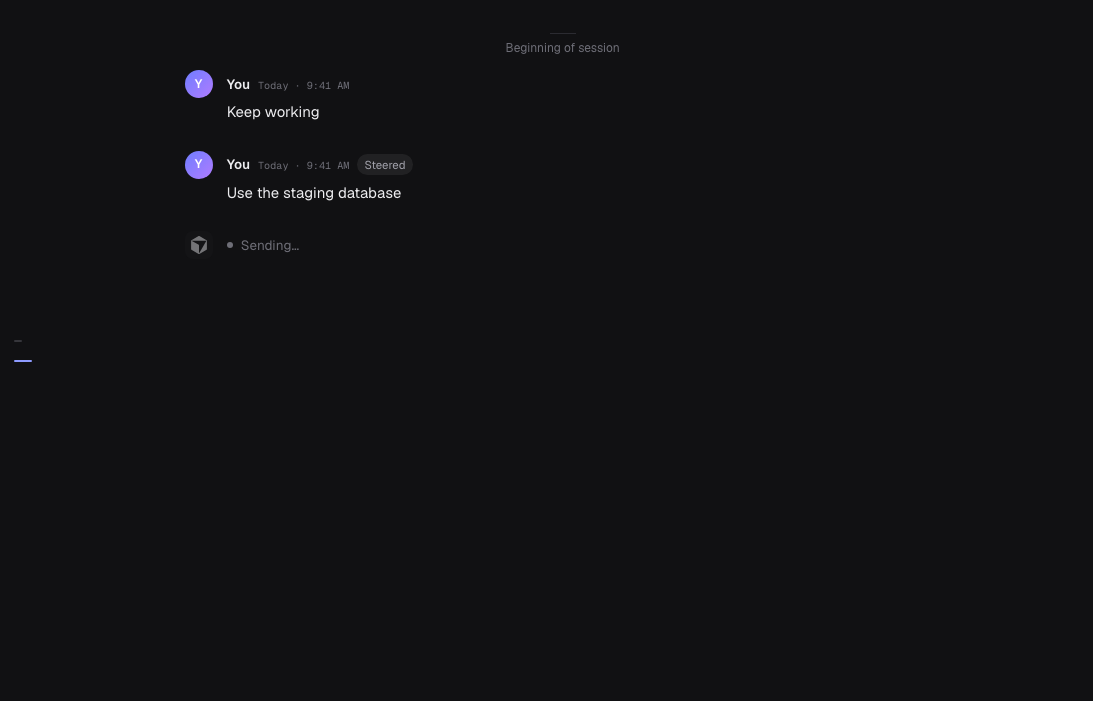 Beginning of session
Y
You Today · 9:41 AM
Keep working
Y
You Today · 9:41 AM Steered
Use the staging database
Sending…